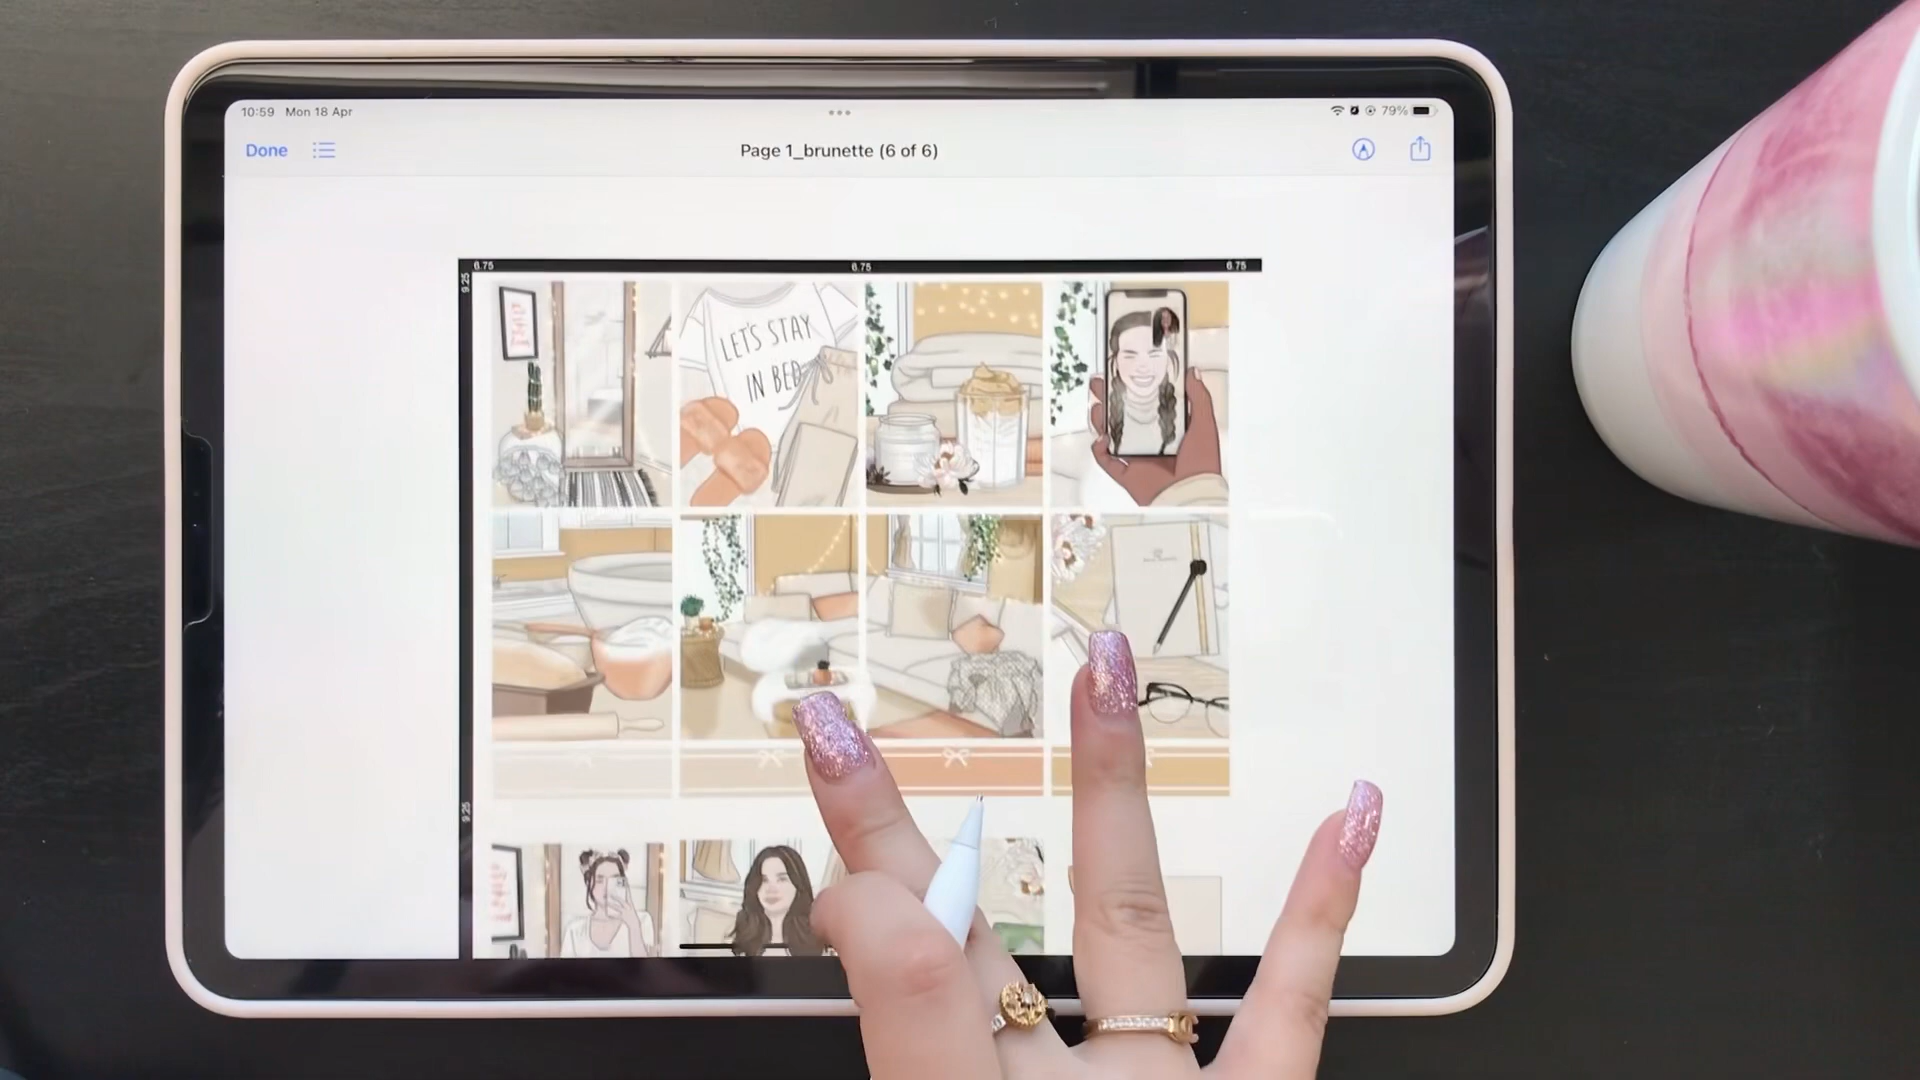 10:59 Mon 18 Apr
79%
Done
Page 1_brunette (6 of 6)
6.75 6.75 6.75
9.25
LET'S STAY
IN BED
9.25